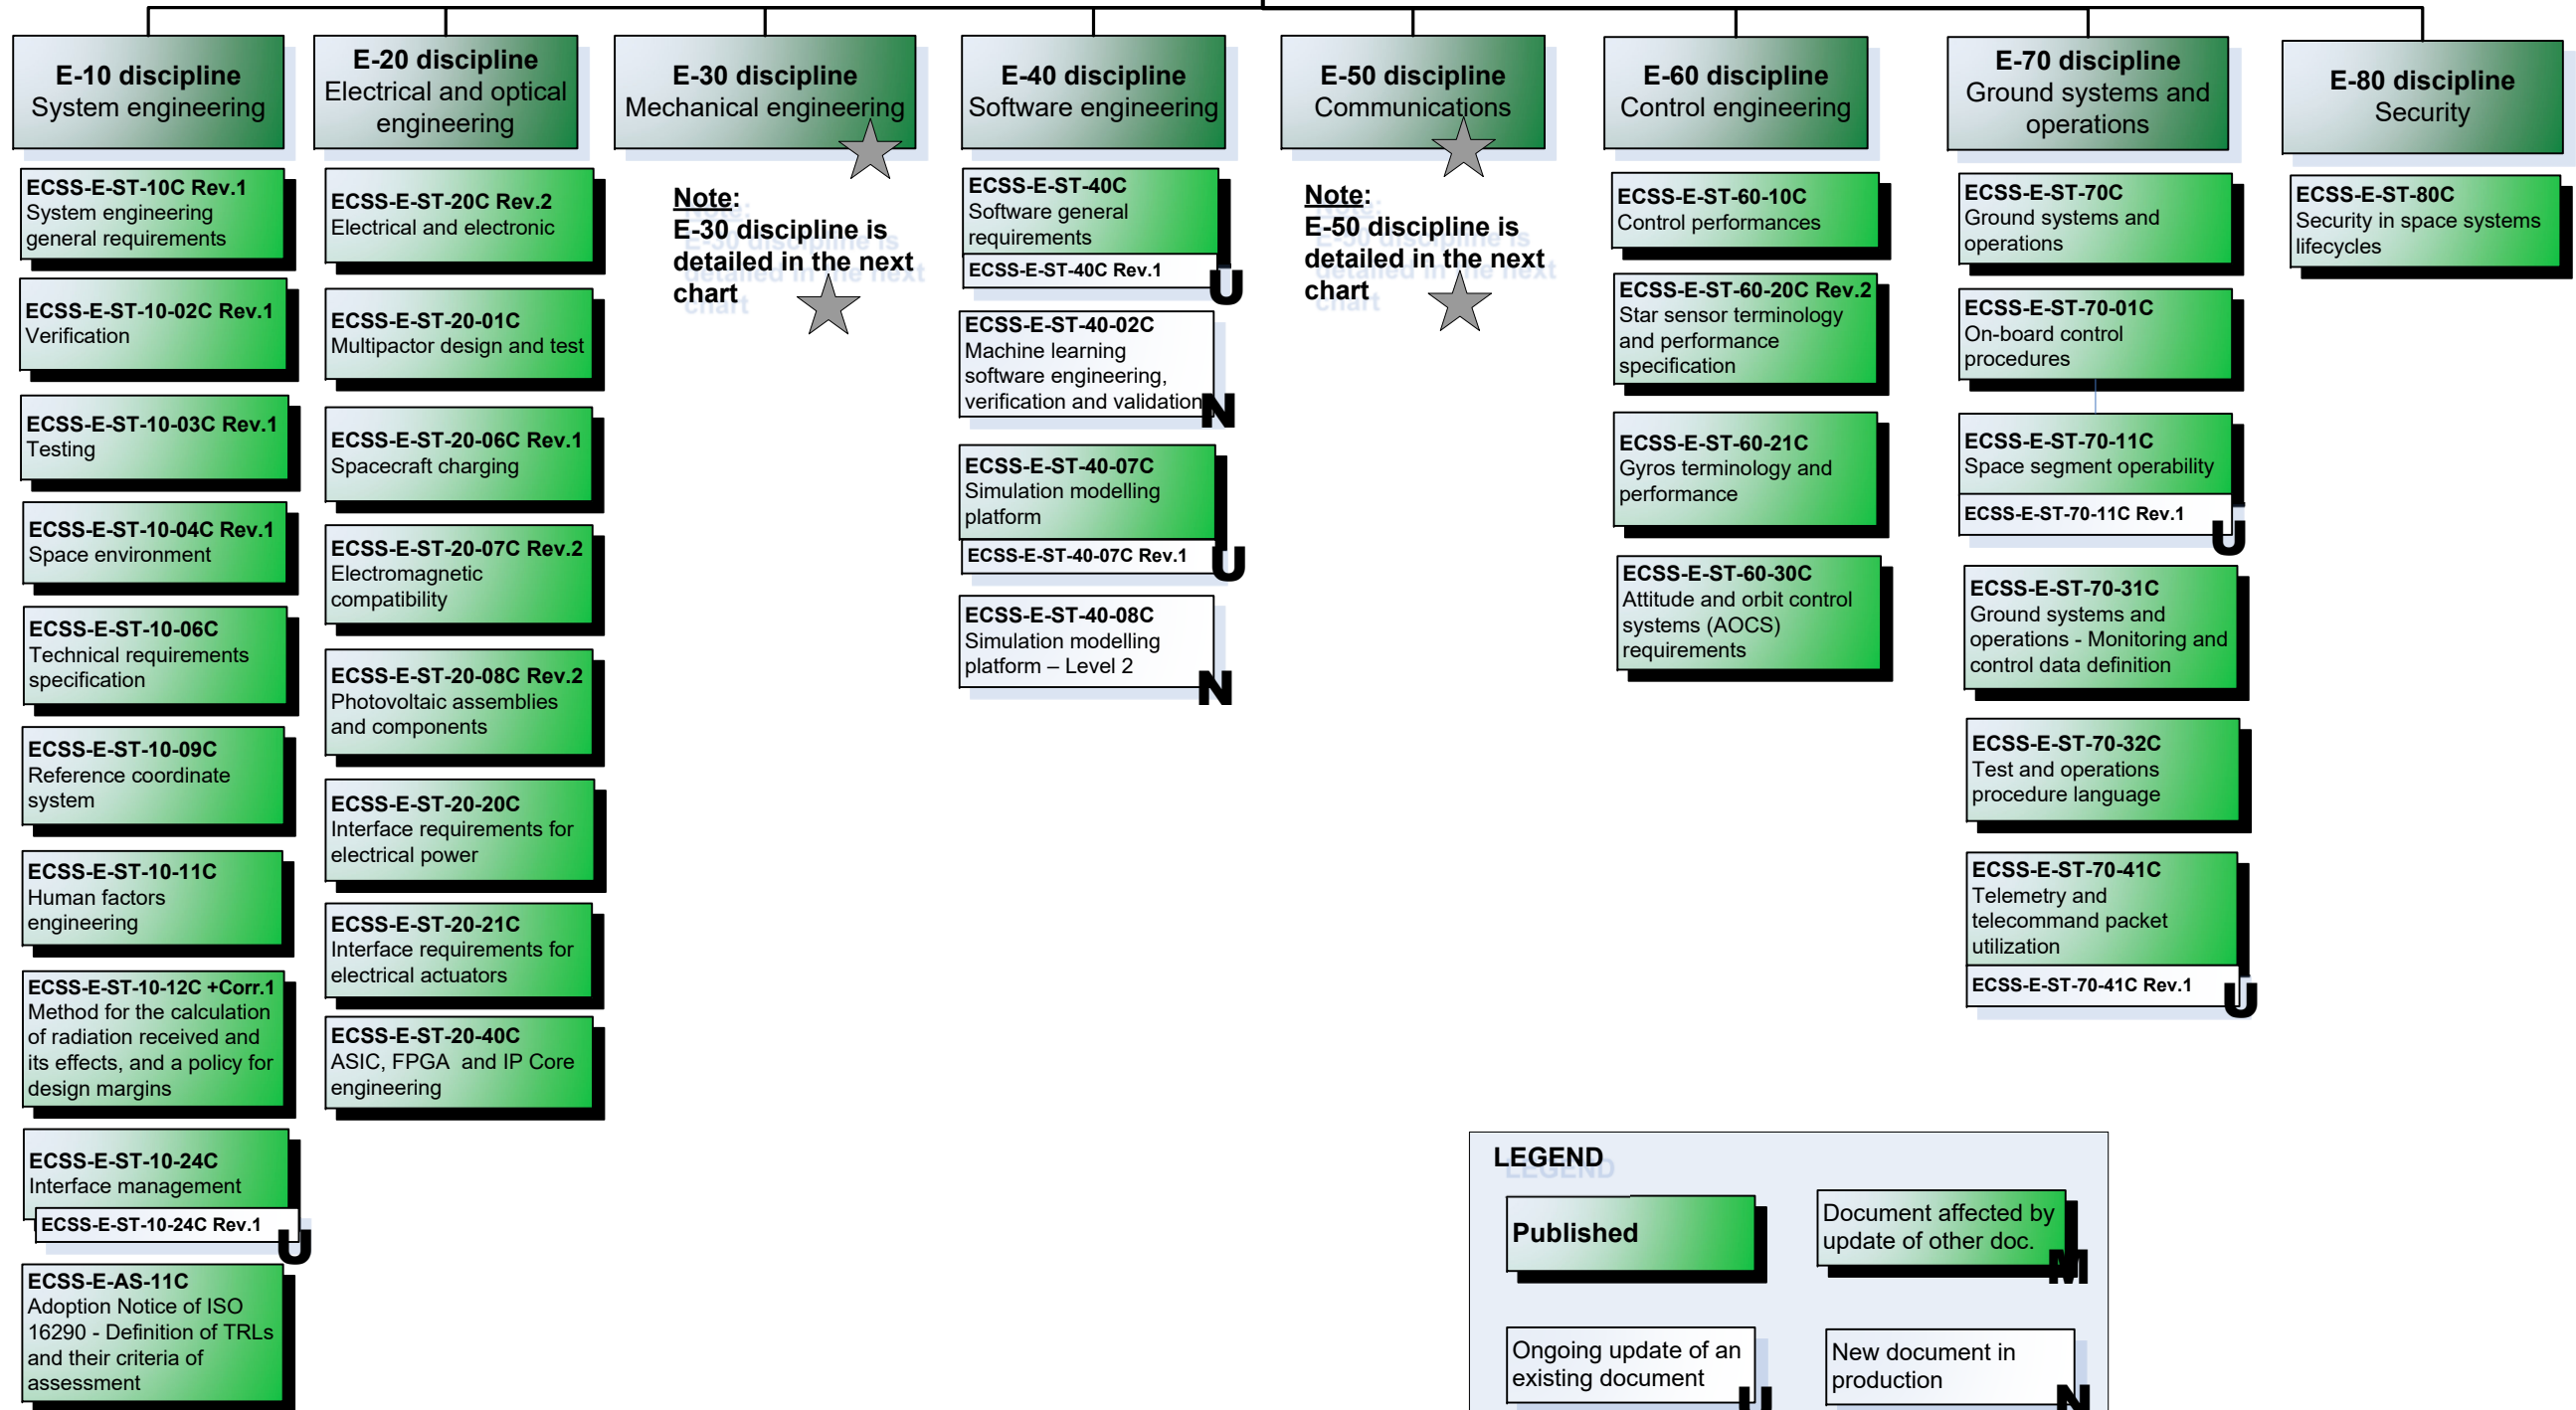 E-10 discipline
System engineering
ECSS-E-ST-10C Rev.1
System engineering
general requirements
ECSS-E-ST-10-02C Rev.1
Verification
ECSS-E-ST-10-03C Rev.1
Testing
ECSS-E-ST-10-04C Rev.1
Space environment
ECSS-E-ST-10-06C
Technical requirements
specification
ECSS-E-ST-10-09C
Reference coordinate
system
ECSS-E-ST-10-11C
Human factors
engineering
ECSS-E-ST-10-12C +Corr.1
Method for the calculation
of radiation received and
its effects, and a policy for
design margins
ECSS-E-ST-10-24C
Interface management
ECSS-E-ST-10-24C Rev.1
U
ECSS-E-AS-11C
Adoption Notice of ISO
16290 - Definition of TRLs
and their criteria of
assessment
E-20 discipline
Electrical and optical
engineering
ECSS-E-ST-20C Rev.2
Electrical and electronic
ECSS-E-ST-20-01C
Multipactor design and test
ECSS-E-ST-20-06C Rev.1
Spacecraft charging
ECSS-E-ST-20-07C Rev.2
Electromagnetic
compatibility
ECSS-E-ST-20-08C Rev.2
Photovoltaic assemblies
and components
ECSS-E-ST-20-20C
Interface requirements for
electrical power
ECSS-E-ST-20-21C
Interface requirements for
electrical actuators
ECSS-E-ST-20-40C
ASIC, FPGA and IP Core
engineering
E-30 discipline
Mechanical engineering
Note:
E-30 discipline is
detailed in the next
chart
E-40 discipline
Software engineering
ECSS-E-ST-40C
Software general
requirements
ECSS-E-ST-40C Rev.1
U
ECSS-E-ST-40-02C
Machine learning
software engineering,
verification and validation
N
ECSS-E-ST-40-07C
Simulation modelling
platform
ECSS-E-ST-40-07C Rev.1
U
ECSS-E-ST-40-08C
Simulation modelling
platform – Level 2
N
E-50 discipline
Communications
Note:
E-50 discipline is
detailed in the next
chart
E-60 discipline
Control engineering
ECSS-E-ST-60-10C
Control performances
ECSS-E-ST-60-20C Rev.2
Star sensor terminology
and performance
specification
ECSS-E-ST-60-21C
Gyros terminology and
performance
ECSS-E-ST-60-30C
Attitude and orbit control
systems (AOCS)
requirements
E-70 discipline
Ground systems and
operations
ECSS-E-ST-70C
Ground systems and
operations
ECSS-E-ST-70-01C
On-board control
procedures
ECSS-E-ST-70-11C
Space segment operability
ECSS-E-ST-70-11C Rev.1
U
ECSS-E-ST-70-31C
Ground systems and
operations - Monitoring and
control data definition
ECSS-E-ST-70-32C
Test and operations
procedure language
ECSS-E-ST-70-41C
Telemetry and
telecommand packet
utilization
ECSS-E-ST-70-41C Rev.1
U
E-80 discipline
Security
ECSS-E-ST-80C
Security in space systems
lifecycles
LEGEND
Published
Document affected by
update of other doc.
M
Ongoing update of an
existing document
U
New document in
production
N